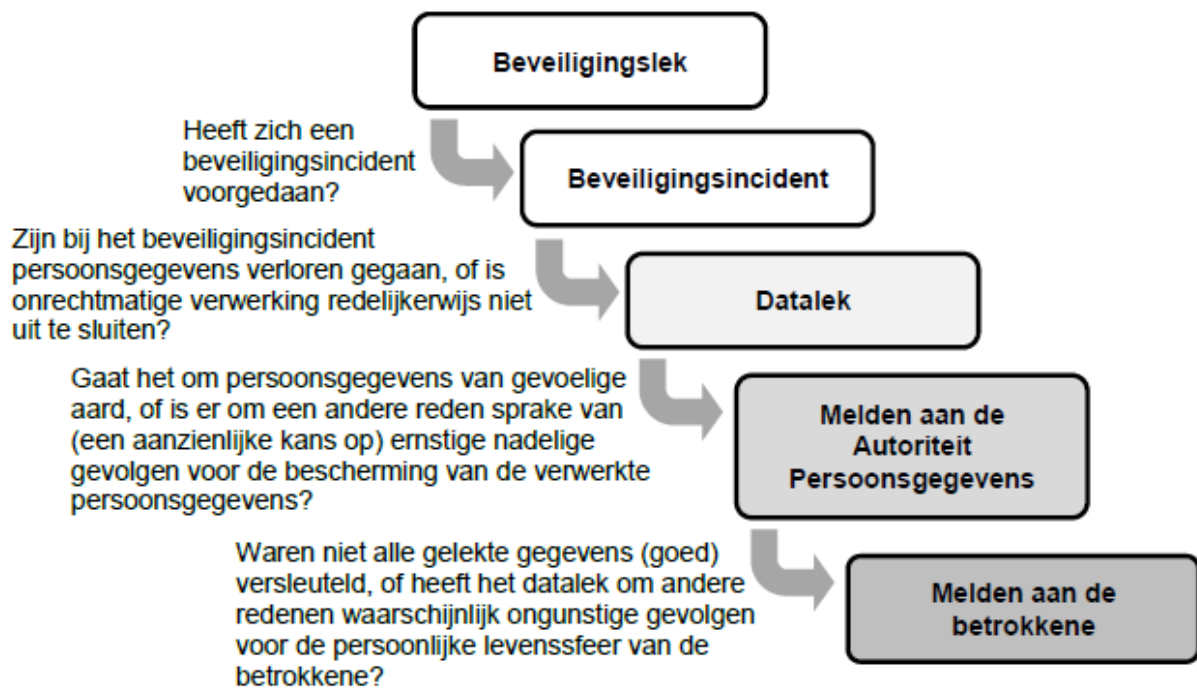 Beveiligingslek
Heeft zich een
beveiligingsincident
voorgedaan?
Beveiligingsincident
Zijn bij het beveiligingsincident
persoonsgegevens verloren gegaan, of is
onrechtmatige verwerking redelijkerwijs niet
uit te sluiten?
Datalek
Gaat het om persoonsgegevens van gevoelige
aard, of is er om een andere reden sprake van
(een aanzienlijke kans op) ernstige nadelige
gevolgen voor de bescherming van de verwerkte
persoonsgegevens?
Melden aan de
Autoriteit
Persoonsgegevens
Waren niet alle gelekte gegevens (goed)
versleuteld, of heeft het datalek om andere
redenen waarschijnlijk ongunstige gevolgen
voor de persoonlijke levenssfeer van de
betrokkene?
Melden aan de
betrokkene